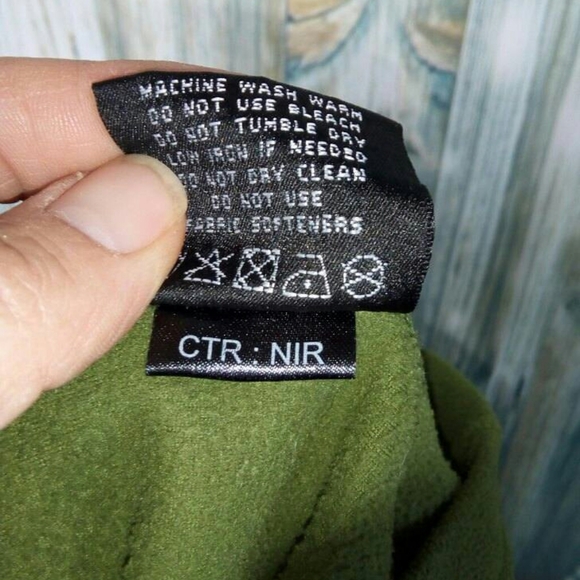 MACHINE WASH WARM
DO NOT USE BLEACH
DO NOT TUMBLE DRY
LOW IRON IF NEEDED
DO NOT DRY CLEAN
DO NOT USE
FABRIC SOFTENERS
CTR : NIR